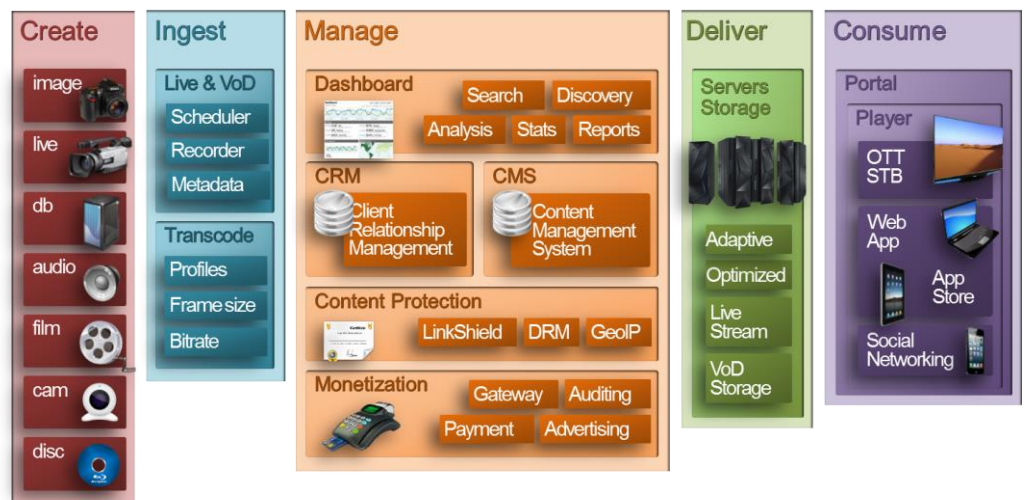 Create
image
live
db
audio
film
cam
disc
Ingest
Live & VoD
Scheduler
Recorder
Metadata
Transcode
Profiles
Frame size
Bitrate
Manage
Dashboard
Search
Discovery
Analysis
Stats
Reports
CRM
Client
Relationship
Management
CMS
Content
Management
System
Content Protection
LinkShield
DRM
GeoIP
Monetization
Gateway
Auditing
Payment
Advertising
Deliver
Servers
Storage
Adaptive
Optimized
Live
Stream
VoD
Storage
Consume
Portal
Player
OTT
STB
Web
App
App
Store
Social
Networking